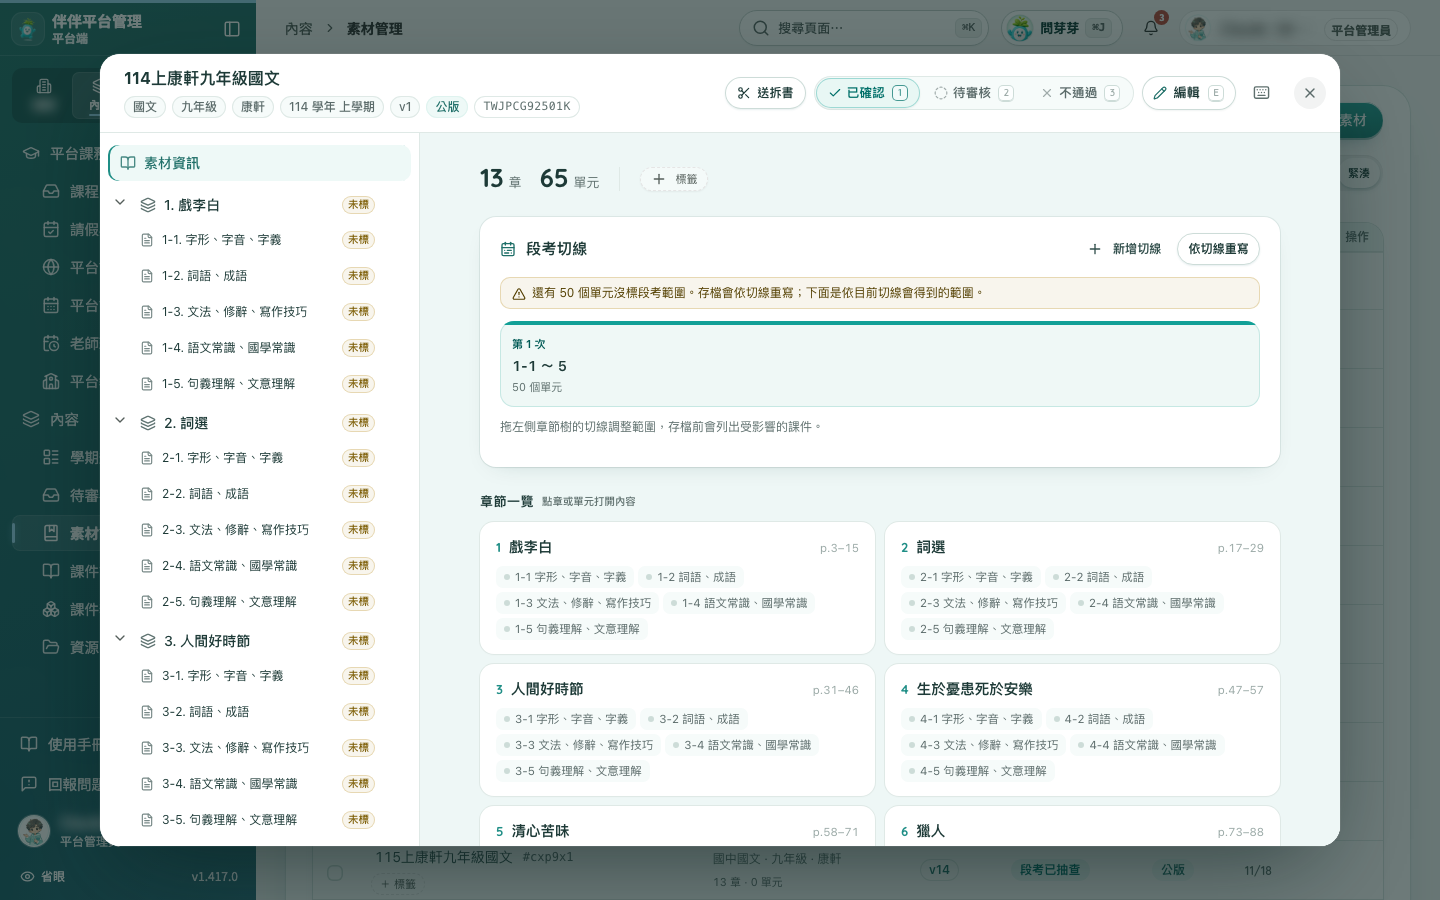 伴伴平台管理
平台端
內容 > 素材管理
搜尋頁面… ⌘K
問芽芽 ⌘J
3
平台管理員
114上康軒九年級國文
國文 九年級 康軒 114 學年 上學期 v1 公版 TWJPCG92501K
送拆書
已確認 1
待審核 2
不通過 3
編輯 E
素材
緊湊
操作
平台課
課程
請假
平台
平台
老師
平台
內容
學期
待審
素材
課件
課件
資源
使用手冊
回報問題
平台管理
省眼 v1.417.0
素材資訊
1. 戲李白 未標
1-1. 字形、字音、字義 未標
1-2. 詞語、成語 未標
1-3. 文法、修辭、寫作技巧 未標
1-4. 語文常識、國學常識 未標
1-5. 句義理解、文意理解 未標
2. 詞選 未標
2-1. 字形、字音、字義 未標
2-2. 詞語、成語 未標
2-3. 文法、修辭、寫作技巧 未標
2-4. 語文常識、國學常識 未標
2-5. 句義理解、文意理解 未標
3. 人間好時節 未標
3-1. 字形、字音、字義 未標
3-2. 詞語、成語 未標
3-3. 文法、修辭、寫作技巧 未標
3-4. 語文常識、國學常識 未標
3-5. 句義理解、文意理解 未標
13 章 65 單元 + 標籤
段考切線
+ 新增切線 依切線重寫
還有 50 個單元沒標段考範圍。存檔會依切線重寫；下面是依目前切線會得到的範圍。
第 1 次
1-1 ～ 5
50 個單元
拖左側章節樹的切線調整範圍，存檔前會列出受影響的課件。
章節一覽 點章或單元打開內容
1 戲李白 p.3–15
1-1 字形、字音、字義 1-2 詞語、成語
1-3 文法、修辭、寫作技巧 1-4 語文常識、國學常識
1-5 句義理解、文意理解
2 詞選 p.17–29
2-1 字形、字音、字義 2-2 詞語、成語
2-3 文法、修辭、寫作技巧 2-4 語文常識、國學常識
2-5 句義理解、文意理解
3 人間好時節 p.31–46
3-1 字形、字音、字義 3-2 詞語、成語
3-3 文法、修辭、寫作技巧 3-4 語文常識、國學常識
3-5 句義理解、文意理解
4 生於憂患死於安樂 p.47–57
4-1 字形、字音、字義 4-2 詞語、成語
4-3 文法、修辭、寫作技巧 4-4 語文常識、國學常識
4-5 句義理解、文意理解
5 清心苦味 p.58–71
6 獵人 p.73–88
115上康軒九年級國文 #cxp9x1
+ 標籤
國中國文 · 九年級 · 康軒
13 章 · 0 單元
v14
段考已抽查
公版
11/18